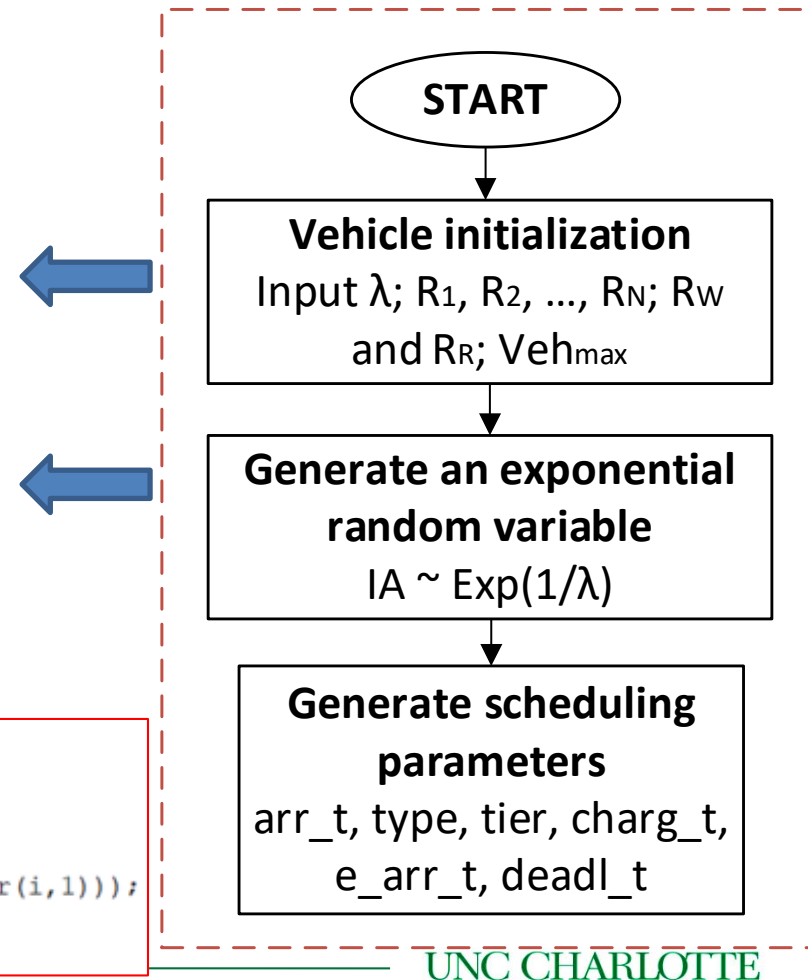 START
Vehicle initialization
Input λ; R1, R2, ..., RN; RW
and RR; Vehmax
Generate an exponential
random variable
IA ~ Exp(1/λ)
Generate scheduling
parameters
arr_t, type, tier, charg_t,
e_arr_t, deadl_t
r(i,1)));
UNC CHARLOTTE